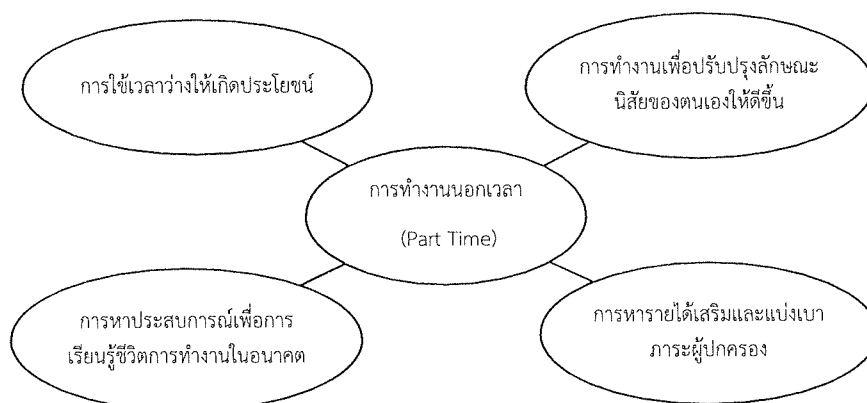 การใช้เวลาว่างให้เกิดประโยชน์
การทำงานเพื่อปรับปรุงลักษณะ
นิสัยของตนเองให้ดีขึ้น
การทำงานนอกเวลา
(Part Time)
การหาประสบการณ์เพื่อการ
เรียนรู้ชีวิตการทำงานในอนาคต
การหารายได้เสริมและแบ่งเบา
ภาระผู้ปกครอง